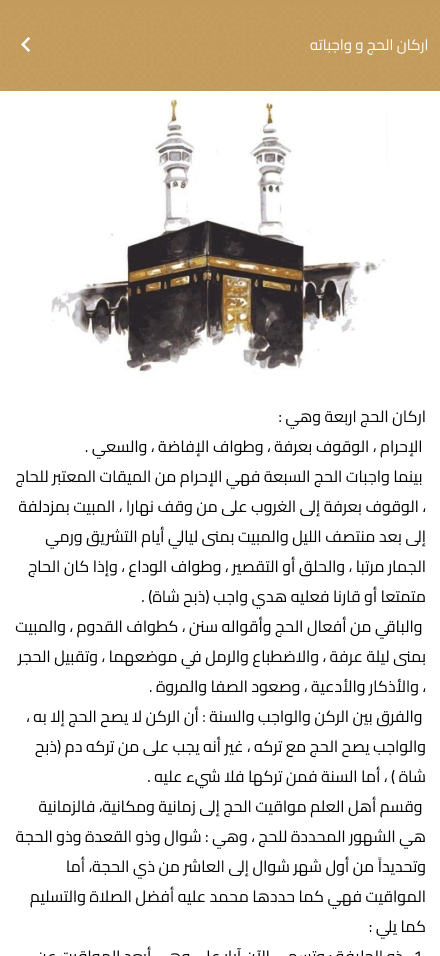 اركان الحج و واجباته
اركان الحج اربعة وهي :
الإحرام ، الوقوف بعرفة ، وطواف الإفاضة ، والسعي .
بينما واجبات الحج السبعة فهي الإحرام من الميقات المعتبر للحاج
، الوقوف بعرفة إلى الغروب على من وقف نهارا ، المبيت بمزدلفة
إلى بعد منتصف الليل والمبيت بمنى ليالي أيام التشريق ورمي
الجمار مرتبا ، والحلق أو التقصير ، وطواف الوداع ، وإذا كان الحاج
متمتعا أو قارنا فعليه هدي واجب (ذبح شاة) .
والباقي من أفعال الحج وأقواله سنن ، كطواف القدوم ، والمبيت
بمنى ليلة عرفة ، والاضطباع والرمل في موضعهما ، وتقبيل الحجر
، والأذكار والأدعية ، وصعود الصفا والمروة .
والفرق بين الركن والواجب والسنة : أن الركن لا يصح الحج إلا به ،
والواجب يصح الحج مع تركه ، غير أنه يجب على من تركه دم (ذبح
شاة ) ، أما السنة فمن تركها فلا شيء عليه .
وقسم أهل العلم مواقيت الحج إلى زمانية ومكانية، فالزمانية
هي الشهور المحددة للحج ، وهي : شوال وذو القعدة وذو الحجة
وتحديداً من أول شهر شوال إلى العاشر من ذي الحجة، أما
المواقيت فهي كما حددها محمد عليه أفضل الصلاة والتسليم
كما يلي :